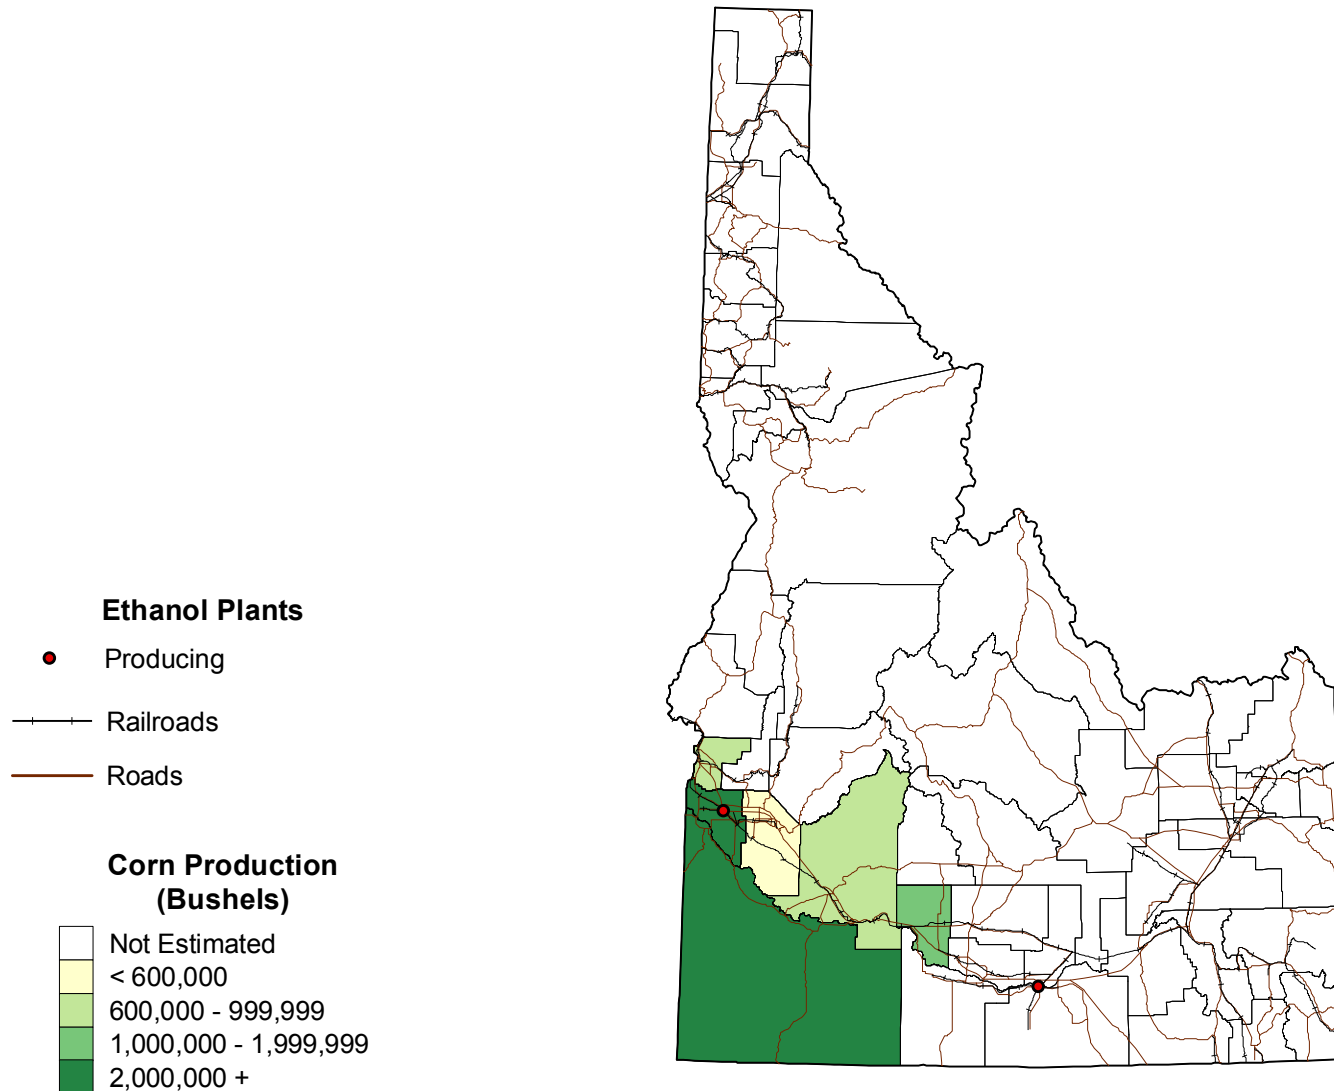 Ethanol Plants
Producing
Railroads
Roads
Corn Production
(Bushels)
Not Estimated
< 600,000
600,000 - 999,999
1,000,000 - 1,999,999
2,000,000 +